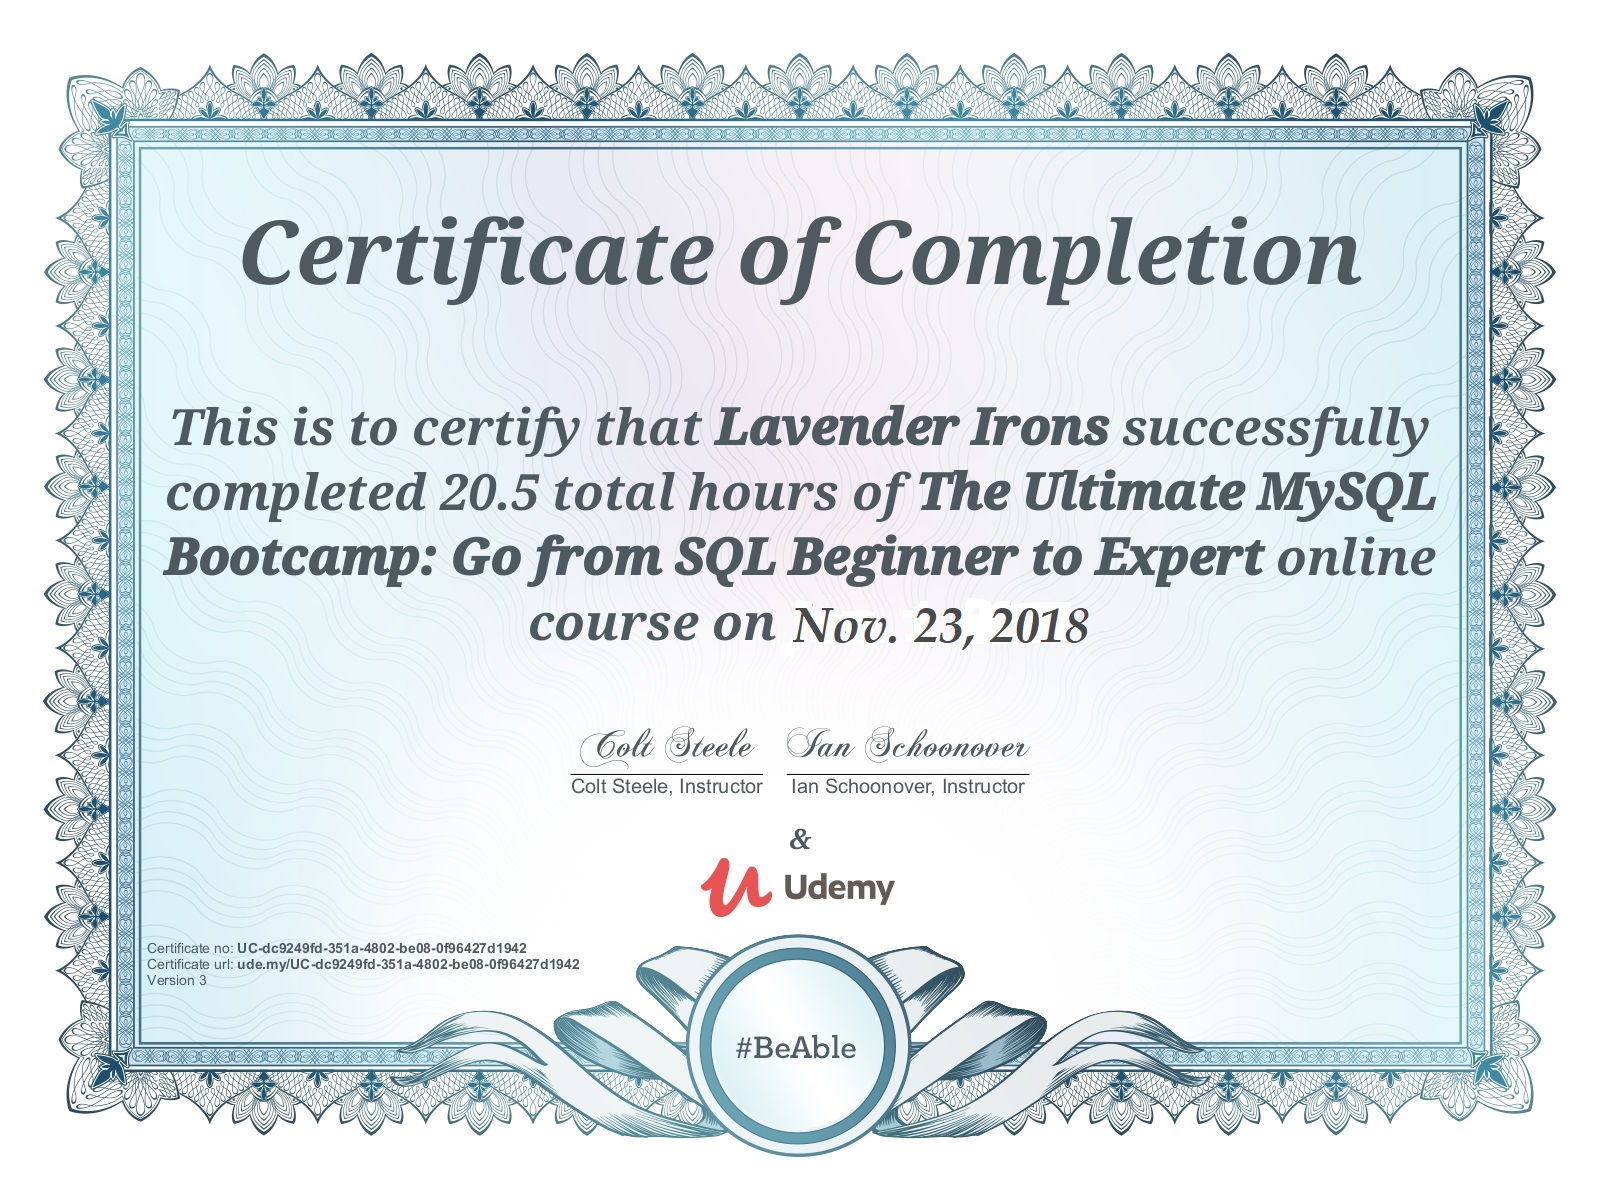 Certificate of Completion
This is to certify that Lavender Irons successfully
completed 20.5 total hours of The Ultimate MySQL
Bootcamp: Go from SQL Beginner to Expert online
course on Nov. 23, 2018
Colt Steele Ian Schoonover
Colt Steele, Instructor Ian Schoonover, Instructor
&
Udemy
Certificate no: UC-dc9249fd-351a-4802-be08-0f96427d1942
Certificate url: ude.my/UC-dc9249fd-351a-4802-be08-0f96427d1942
Version 3
#BeAble